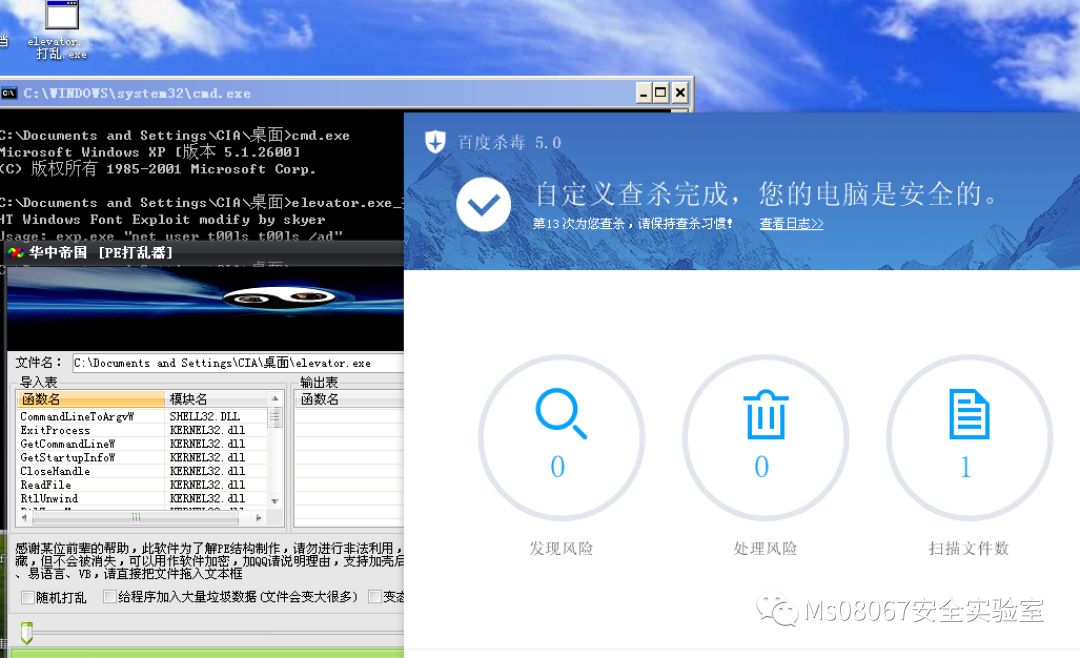 elevator...
打乱.exe
C:\WINDOWS\system32\cmd.exe
C:\Documents and Settings\CIA\桌面>cmd.exe
Microsoft Windows XP [版本 5.1.2600]
(C) 版权所有 1985-2001 Microsoft Corp.
C:\Documents and Settings\CIA\桌面>elevator.exe_
HT Windows Font Exploit modify by skyer
Usage: exp.exe "net user t00ls t00ls /ad"
华中帝国 [PE打乱器]
文件名： C:\Documents and Settings\CIA\桌面\elevator.exe
导入表 输出表
函数名 模块名 函数名
CommandLineToArgvW SHELL32.DLL
ExitProcess KERNEL32.dll
GetCommandLineW KERNEL32.dll
GetStartupInfoW KERNEL32.dll
CloseHandle KERNEL32.dll
ReadFile KERNEL32.dll
RtlUnwind KERNEL32.dll
感谢某位前辈的帮助，此软件为了解PE结构制作，请勿进行非法利用，
藏，但不会被消失，可以用作软件加密，加QQ请说明理由，支持加壳后
、易语言、VB，请直接把文件拖入文本框
随机打乱 给程序加入大量垃圾数据(文件会变大很多) 变态
百度杀毒 5.0
自定义查杀完成，您的电脑是安全的。
第13次为您查杀，请保持查杀习惯！ 查看日志>>
0 0 1
发现风险 处理风险 扫描文件数
Ms08067安全实验室